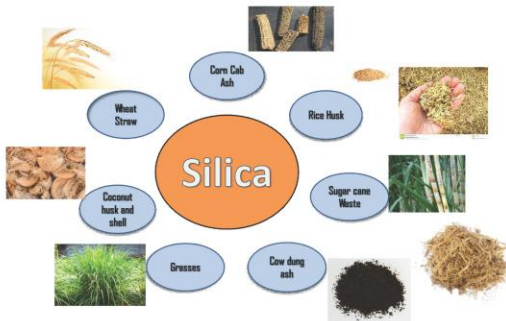 Corn Cab
Ash
Wheat
Straw
Rice Husk
Silica
Coconut
husk and
shell
Sugar cane
Waste
Grasses
Cow dung
ash